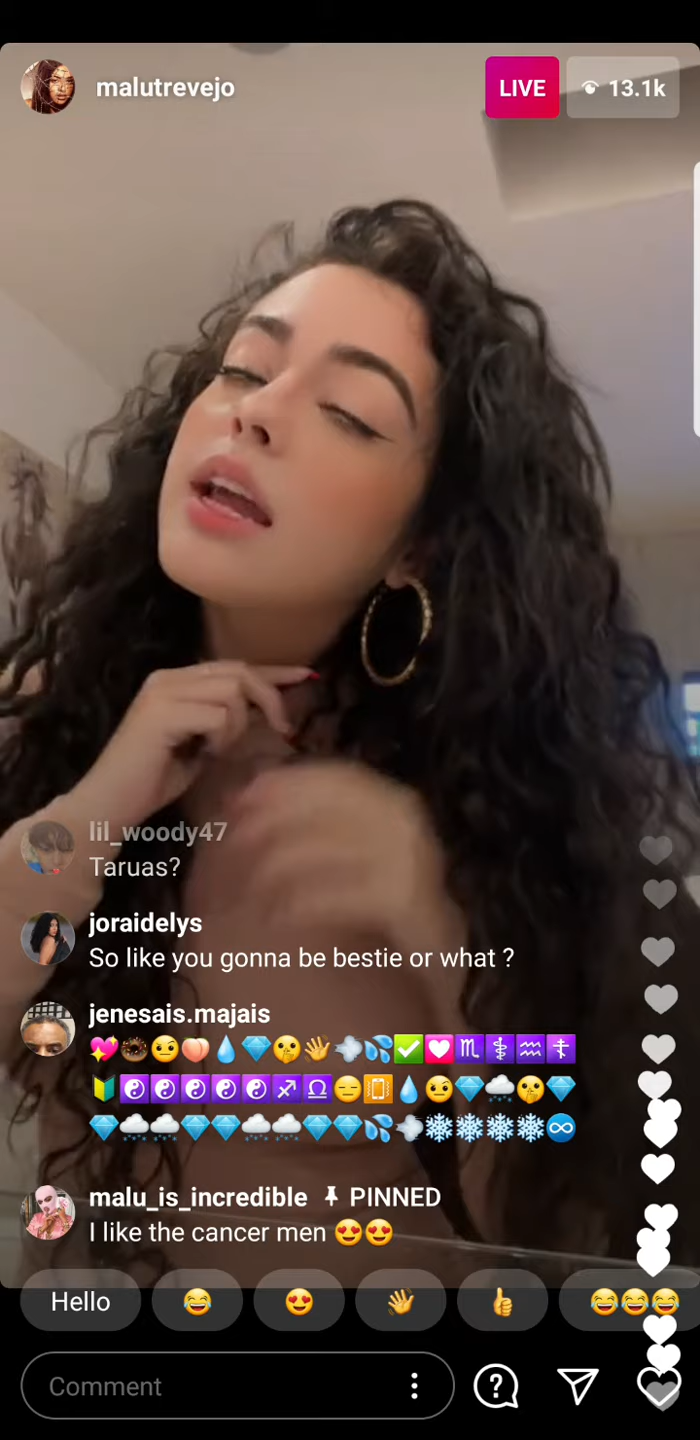 malutrevejo
LIVE
13.1k
lil_woody47
Taruas?
joraidelys
So like you gonna be bestie or what ?
jenesais.majais
💖🍩🤨🍑💧💎🤫👋💨💦✅💟♏⚕️♒☦️
🔰☯️☯️☯️☯️☯️♐♎😑📳💧🤨💎🌧️🤫💎
💎🌧️🌧️💎💎🌧️🌧️💎💎💦💨❄️❄️❄️❄️♾️
malu_is_incredible PINNED
I like the cancer men 😍😍
Hello 😂 😍 👋 👍 😂😂😂
Comment